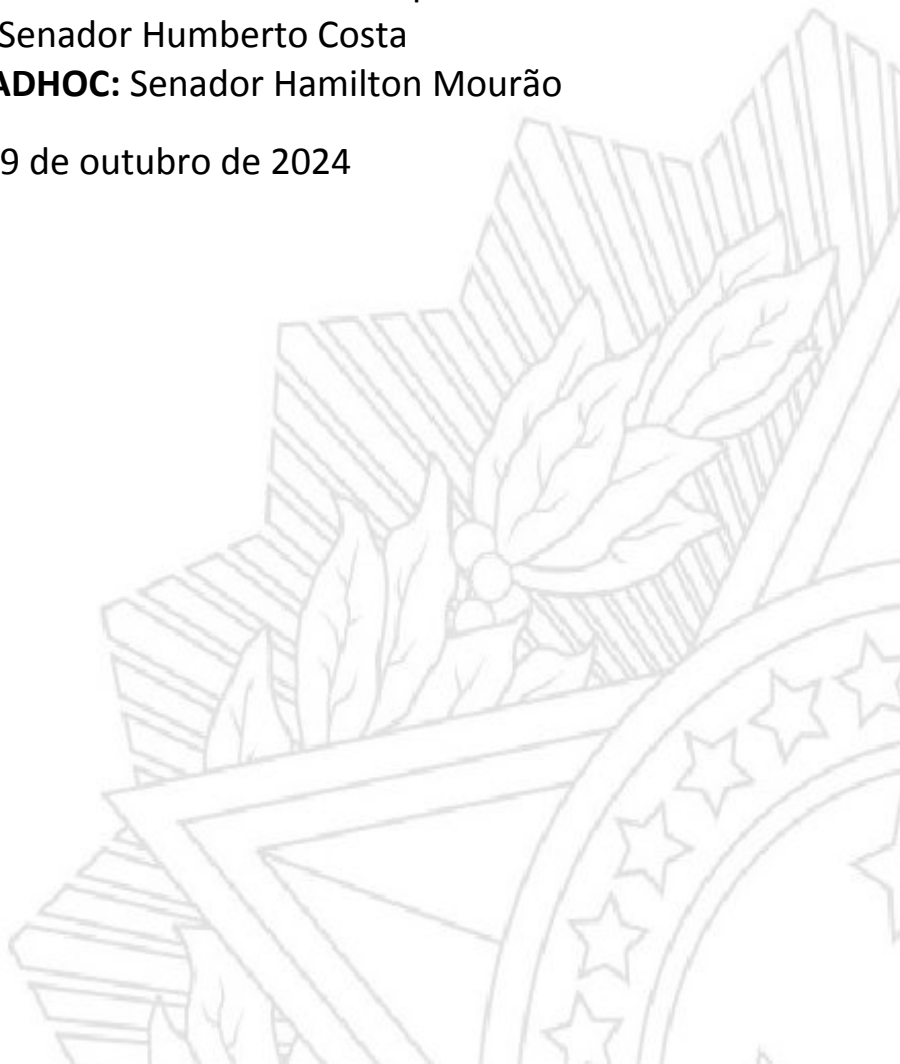 Senador Humberto Costa
ADHOC: Senador Hamilton Mourão
9 de outubro de 2024